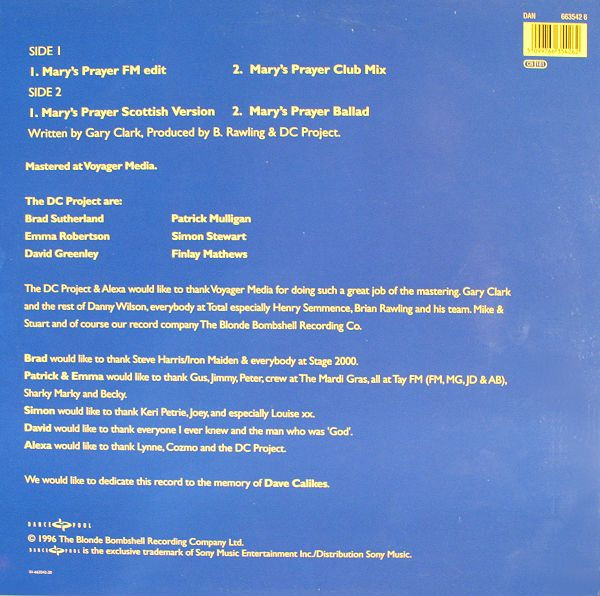 DAN 663542 6
5 099766 354262
CB 1181
SIDE 1
1. Mary's Prayer FM edit 2. Mary's Prayer Club Mix
SIDE 2
1. Mary's Prayer Scottish Version 2. Mary's Prayer Ballad
Written by Gary Clark, Produced by B. Rawling & DC Project.
Mastered at Voyager Media.
The DC Project are:
Brad Sutherland Patrick Mulligan
Emma Robertson Simon Stewart
David Greenley Finlay Mathews
The DC Project & Alexa would like to thank Voyager Media for doing such a great job of the mastering. Gary Clark
and the rest of Danny Wilson, everybody at Total especially Henry Semmence, Brian Rawling and his team. Mike &
Stuart and of course our record company The Blonde Bombshell Recording Co.
Brad would like to thank Steve Harris/Iron Maiden & everybody at Stage 2000.
Patrick & Emma would like to thank Gus, Jimmy, Peter, crew at The Mardi Gras, all at Tay FM (FM, MG, JD & AB),
Sharky Marky and Becky.
Simon would like to thank Keri Petrie, Joey, and especially Louise xx.
David would like to thank everyone I ever knew and the man who was 'God'.
Alexa would like to thank Lynne, Cozmo and the DC Project.
We would like to dedicate this record to the memory of Dave Calikes.
DANCE POOL
© 1996 The Blonde Bombshell Recording Company Ltd.
DANCE POOL is the exclusive trademark of Sony Music Entertainment Inc./Distribution Sony Music.